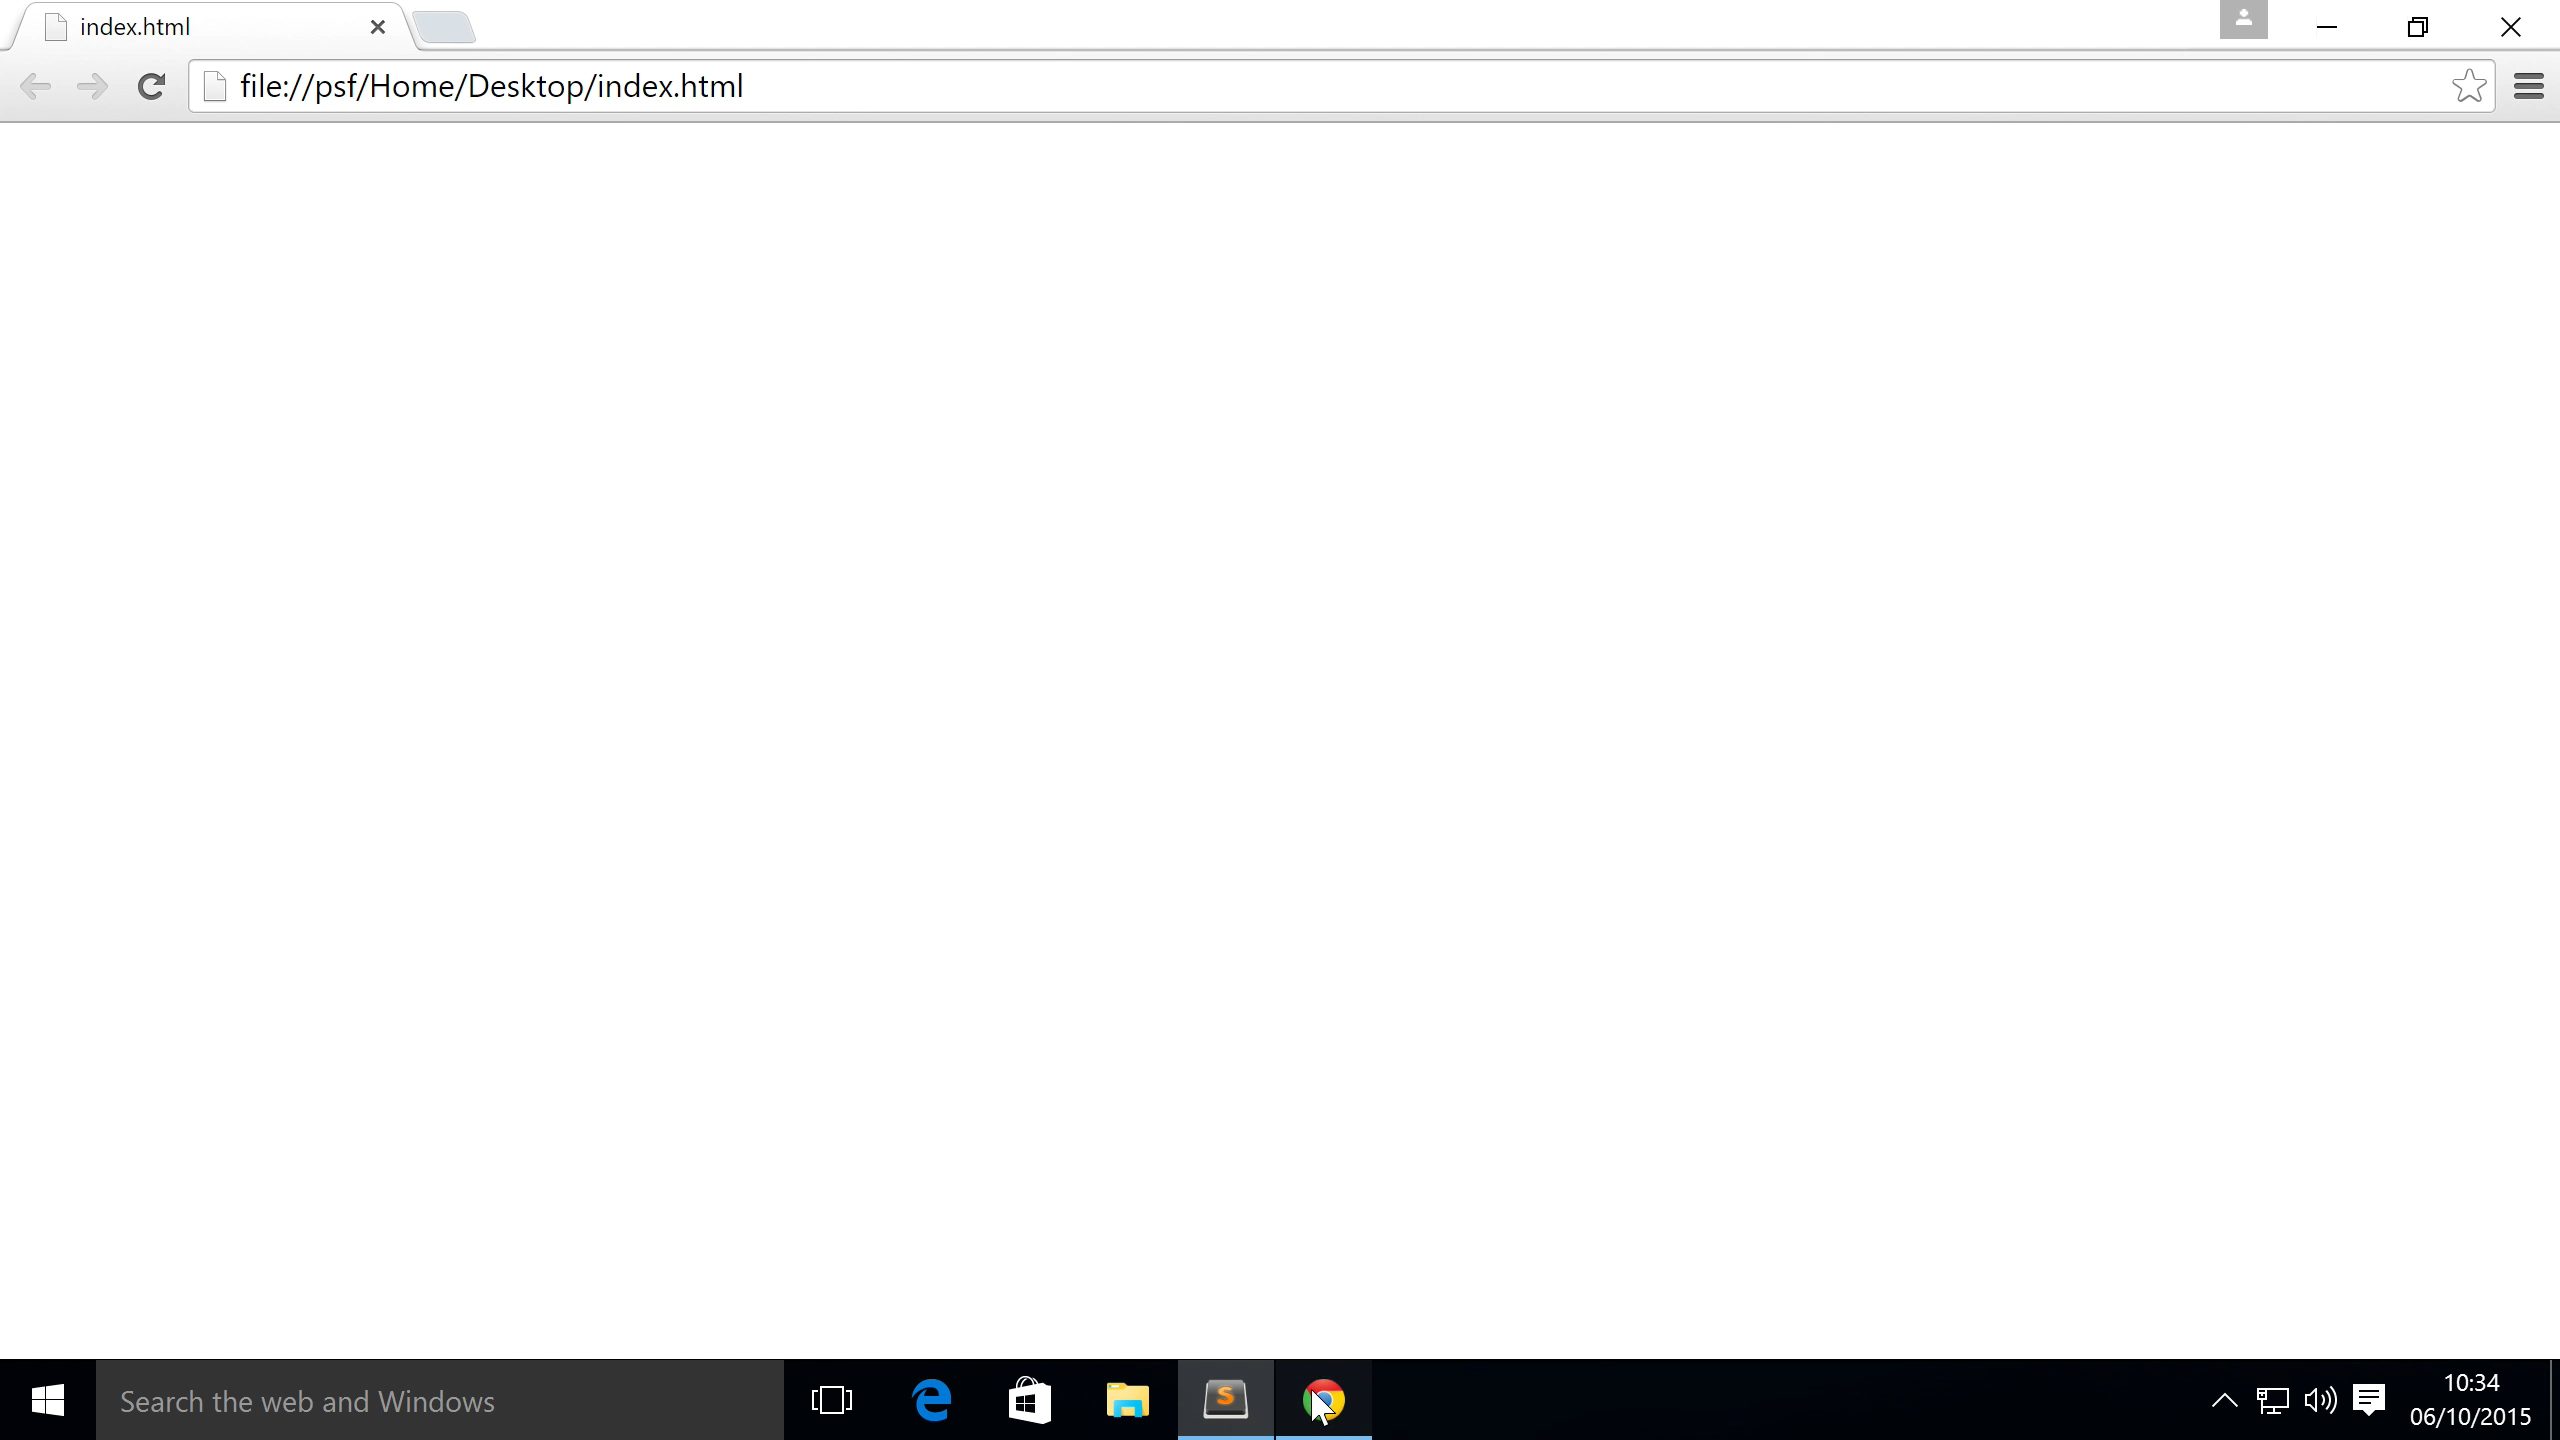 index.html
file://psf/Home/Desktop/index.html
Search the web and Windows
S
10:34
06/10/2015